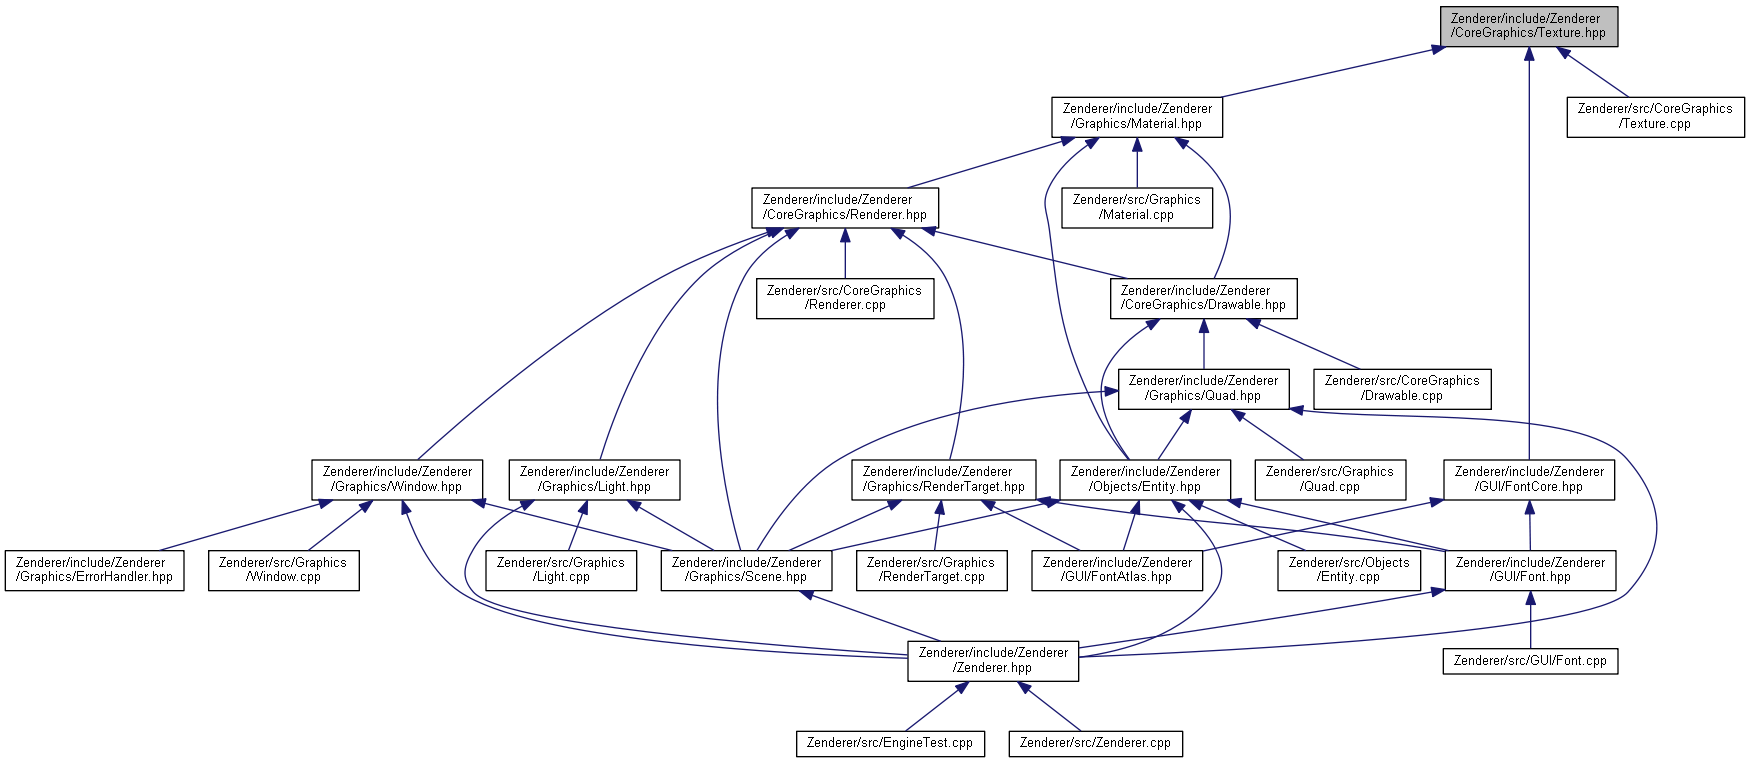 Zenderer/include/Zenderer
/CoreGraphics/Texture.hpp
Zenderer/include/Zenderer
/Graphics/Material.hpp
Zenderer/src/CoreGraphics
/Texture.cpp
Zenderer/include/Zenderer
/CoreGraphics/Renderer.hpp
Zenderer/src/Graphics
/Material.cpp
Zenderer/src/CoreGraphics
/Renderer.cpp
Zenderer/include/Zenderer
/CoreGraphics/Drawable.hpp
Zenderer/include/Zenderer
/Graphics/Quad.hpp
Zenderer/src/CoreGraphics
/Drawable.cpp
Zenderer/include/Zenderer
/Graphics/Window.hpp
Zenderer/include/Zenderer
/Graphics/Light.hpp
Zenderer/include/Zenderer
/Graphics/RenderTarget.hpp
Zenderer/include/Zenderer
/Objects/Entity.hpp
Zenderer/src/Graphics
/Quad.cpp
Zenderer/include/Zenderer
/GUI/FontCore.hpp
Zenderer/include/Zenderer
/Graphics/ErrorHandler.hpp
Zenderer/src/Graphics
/Window.cpp
Zenderer/src/Graphics
/Light.cpp
Zenderer/include/Zenderer
/Graphics/Scene.hpp
Zenderer/src/Graphics
/RenderTarget.cpp
Zenderer/include/Zenderer
/GUI/FontAtlas.hpp
Zenderer/src/Objects
/Entity.cpp
Zenderer/include/Zenderer
/GUI/Font.hpp
Zenderer/include/Zenderer
/Zenderer.hpp
Zenderer/src/GUI/Font.cpp
Zenderer/src/EngineTest.cpp
Zenderer/src/Zenderer.cpp